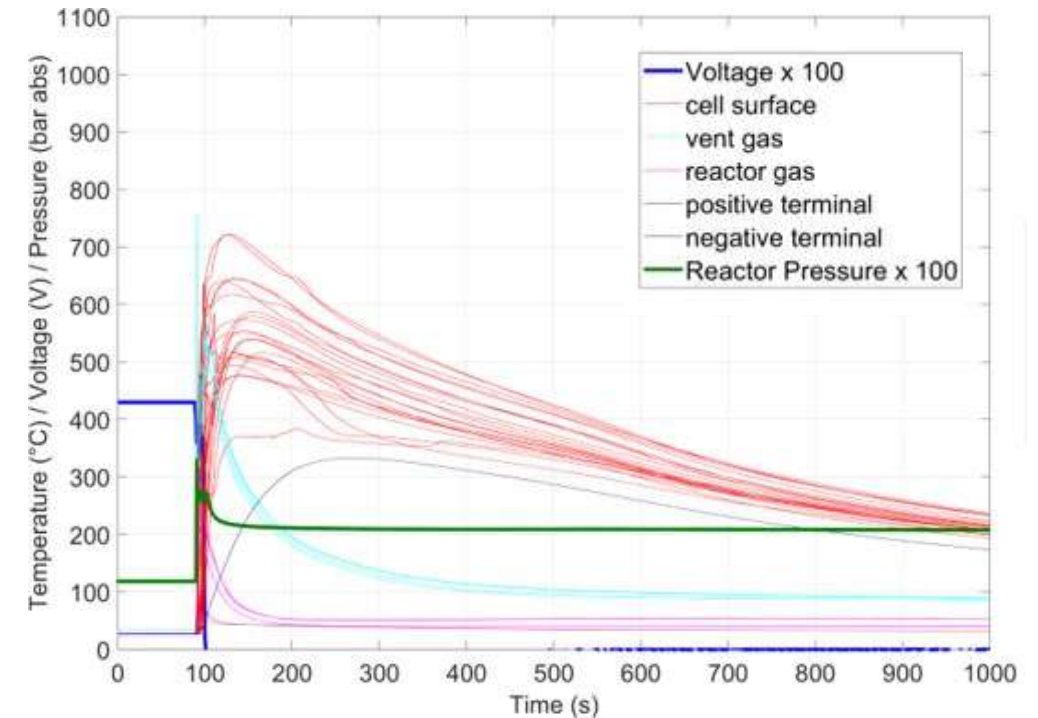 1100
1000
900
800
700
600
500
400
300
200
100
0
Temperature (°C) / Voltage (V) / Pressure (bar abs)
Voltage x 100
cell surface
vent gas
reactor gas
positive terminal
negative terminal
Reactor Pressure x 100
0 100 200 300 400 500 600 700 800 900 1000
Time (s)